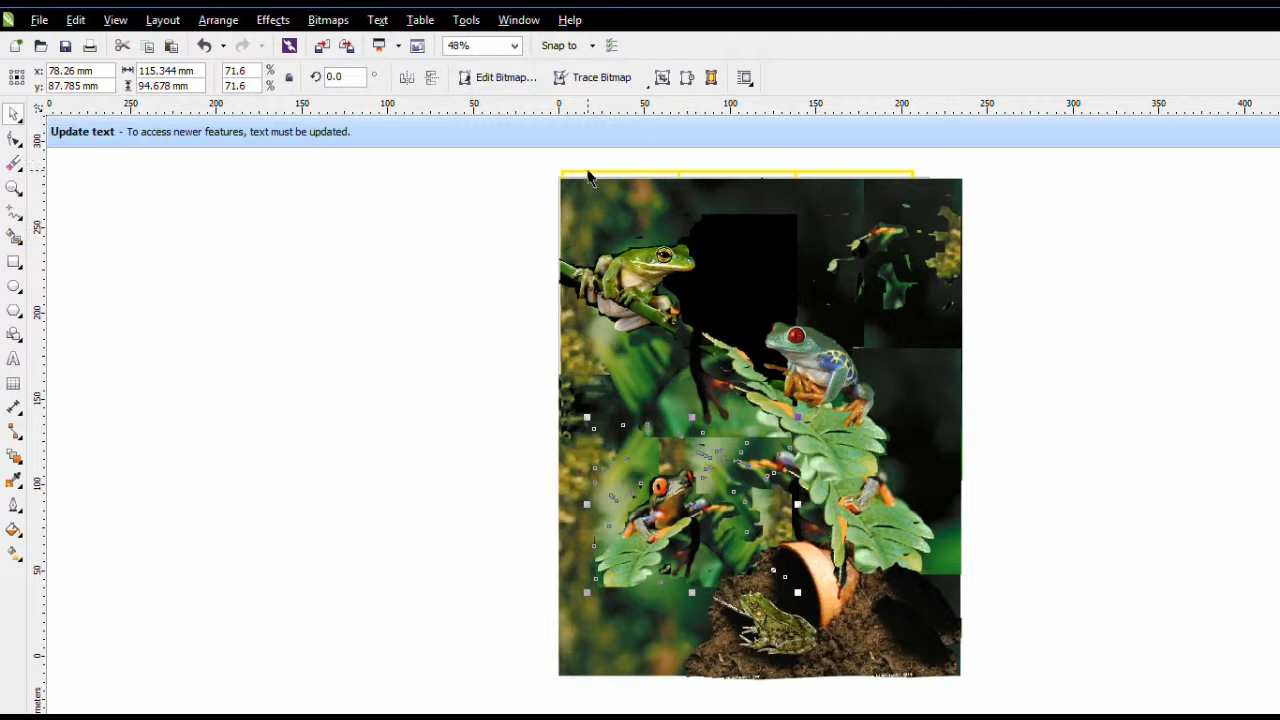 File Edit View Layout Arrange Effects Bitmaps Text Table Tools Window Help
48% Snap to
x: 78.26 mm 115.344 mm 71.6 % 0.0 ° Edit Bitmap... Trace Bitmap
y: 87.785 mm 94.678 mm 71.6 %
0 250 200 150 100 50 0 50 100 150 200 250 300 350 400
Update text - To access newer features, text must be updated.
300
250
200
150
100
50
0